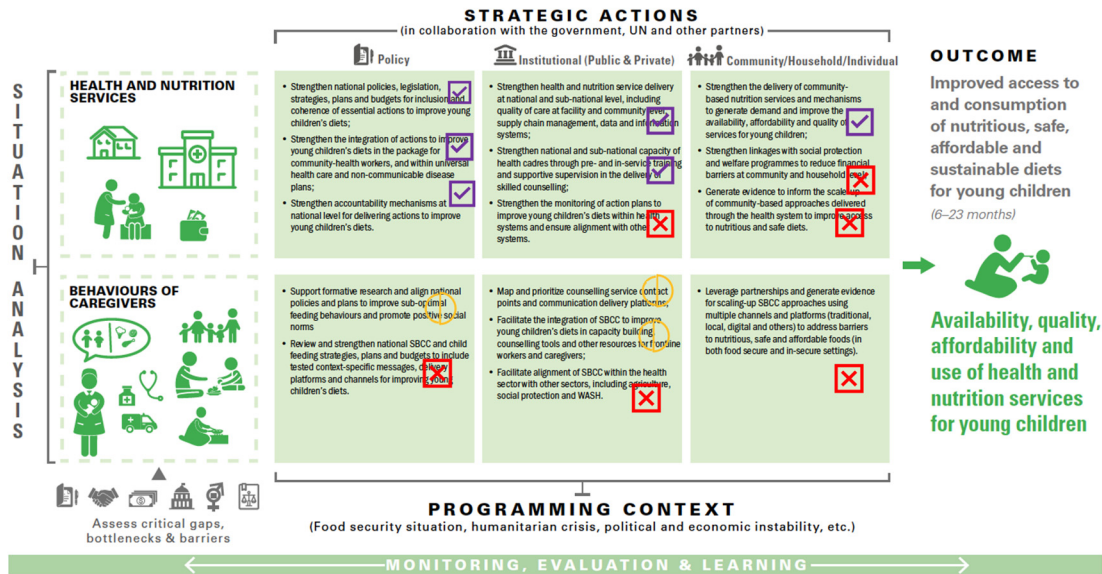 STRATEGIC ACTIONS
(in collaboration with the government, UN and other partners)
Policy
Institutional (Public & Private)
Community/Household/Individual
SITUATION ANALYSIS
HEALTH AND NUTRITION
SERVICES
• Strengthen national policies, legislation,
strategies, plans and budgets for inclusion and
coherence of essential actions to improve young
children's diets;
• Strengthen the integration of actions to improve
young children's diets in the package for
community-health workers, and within universal
health care and non-communicable disease
plans;
• Strengthen accountability mechanisms at
national level for delivering actions to improve
young children's diets.
• Strengthen health and nutrition service delivery
at national and sub-national level, including
quality of care at facility and community level,
supply chain management, data and information
systems;
• Strengthen national and sub-national capacity of
health cadres through pre- and in-service training
and supportive supervision in the delivery of
skilled counselling;
• Strengthen the monitoring of action plans to
improve young children's diets within health
systems and ensure alignment with other
systems.
• Strengthen the delivery of community-
based nutrition services and mechanisms
to generate demand and improve the
availability, affordability and quality of
services for young children;
• Strengthen linkages with social protection
and welfare programmes to reduce financial
barriers at community and household level;
• Generate evidence to inform the scale-up
of community-based approaches delivered
through the health system to improve access
to nutritious and safe diets.
BEHAVIOURS OF
CAREGIVERS
• Support formative research and align national
policies and plans to improve sub-optimal
feeding behaviours and promote positive social
norms
• Review and strengthen national SBCC and child
feeding strategies, plans and budgets to include
tested context-specific messages, delivery
platforms and channels for improving young
children's diets.
• Map and prioritize counselling service contact
points and communication delivery platforms;
• Facilitate the integration of SBCC to improve
young children's diets in capacity building,
counselling tools and other resources for frontline
workers and caregivers;
• Facilitate alignment of SBCC within the health
sector with other sectors, including agriculture,
social protection and WASH.
• Leverage partnerships and generate evidence
for scaling-up SBCC approaches using
multiple channels and platforms (traditional,
local, digital and others) to address barriers
to nutritious, safe and affordable foods (in
both food secure and in-secure settings).
OUTCOME
Improved access to
and consumption
of nutritious, safe,
affordable and
sustainable diets
for young children
(6–23 months)
Availability, quality,
affordability and
use of health and
nutrition services
for young children
Assess critical gaps,
bottlenecks & barriers
PROGRAMMING CONTEXT
(Food security situation, humanitarian crisis, political and economic instability, etc.)
MONITORING, EVALUATION & LEARNING